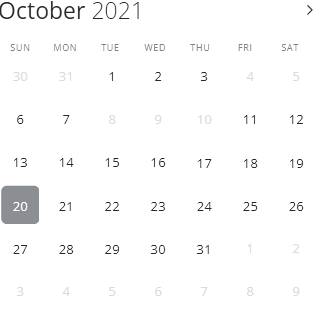 October 2021
SUN MON TUE WED THU FRI SAT
30 31 1 2 3 4 5
6 7 8 9 10 11 12
13 14 15 16 17 18 19
20 21 22 23 24 25 26
27 28 29 30 31 1 2
3 4 5 6 7 8 9